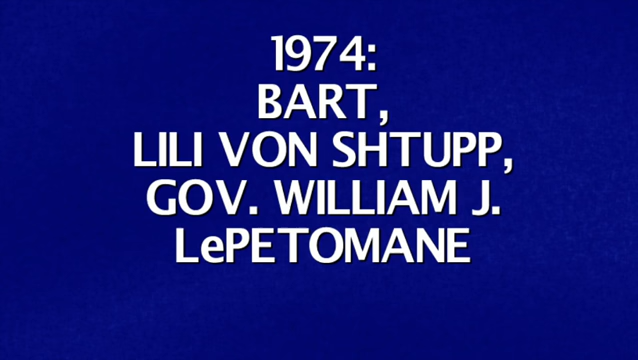 1974:
BART,
LILI VON SHTUPP,
GOV. WILLIAM J.
LePETOMANE